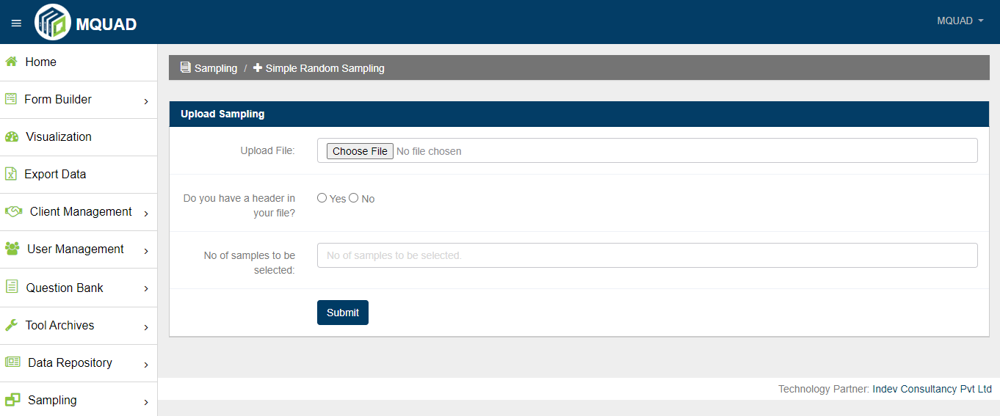 MQUAD
MQUAD
Home
Form Builder
Visualization
Export Data
Client Management
User Management
Question Bank
Tool Archives
Data Repository
Sampling
Sampling / Simple Random Sampling
Upload Sampling
Upload File: Choose File No file chosen
Do you have a header in
your file?
Yes No
No of samples to be
selected:
No of samples to be selected.
Submit
Technology Partner: Indev Consultancy Pvt Ltd